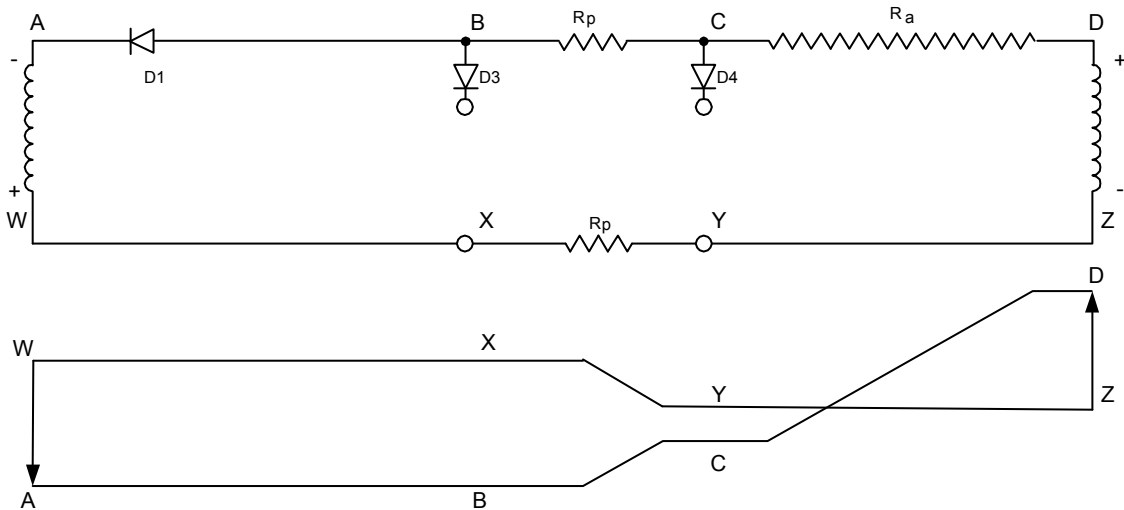 A B Rp C Ra D
- D1 D3 D4 +
+ -
W X Rp Y Z
D
W X
Y Z
C
A B